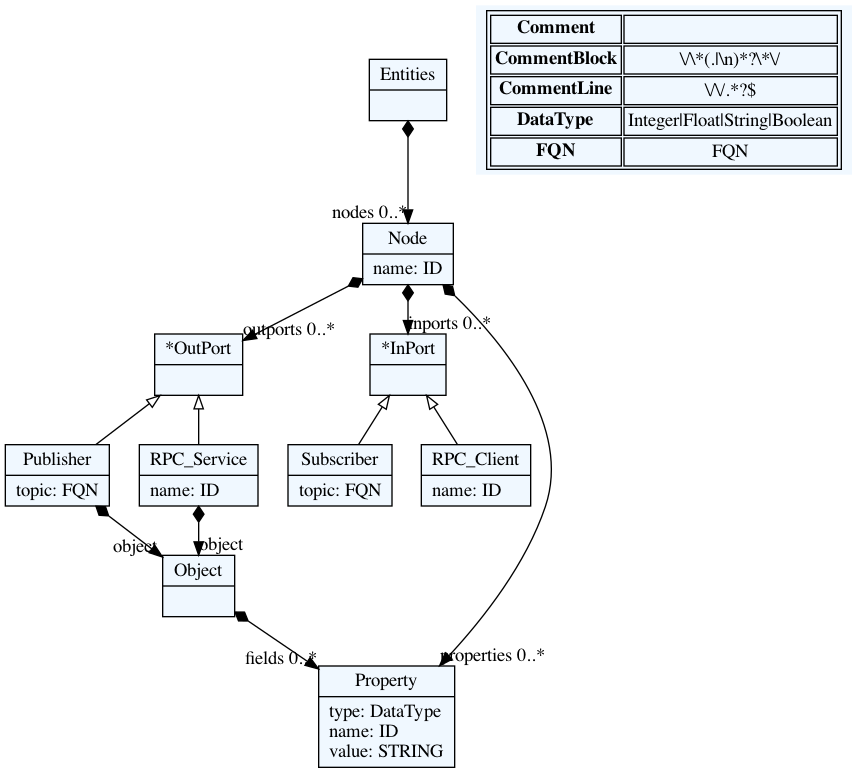 Comment
CommentBlock \/\*(.|\n)*?\*\/
CommentLine \/\/.*?$
DataType Integer|Float|String|Boolean
FQN FQN
Entities
nodes 0..*
Node
name: ID
outports 0..*
inports 0..*
*OutPort
*InPort
Publisher
topic: FQN
RPC_Service
name: ID
Subscriber
topic: FQN
RPC_Client
name: ID
object
object
Object
fields 0..*
properties 0..*
Property
type: DataType
name: ID
value: STRING